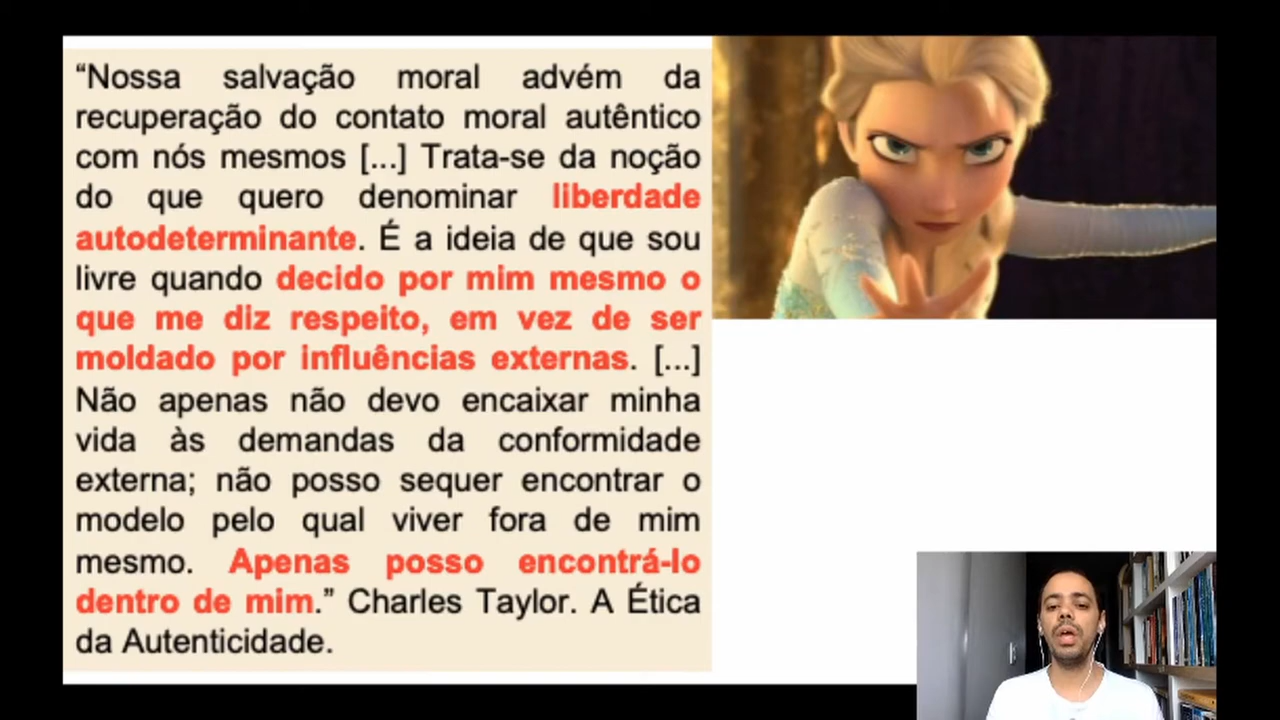 “Nossa salvação moral advém da
recuperação do contato moral autêntico
com nós mesmos [...] Trata-se da noção
do que quero denominar liberdade
autodeterminante. É a ideia de que sou
livre quando decido por mim mesmo o
que me diz respeito, em vez de ser
moldado por influências externas. [...]
Não apenas não devo encaixar minha
vida às demandas da conformidade
externa; não posso sequer encontrar o
modelo pelo qual viver fora de mim
mesmo. Apenas posso encontrá-lo
dentro de mim.” Charles Taylor. A Ética
da Autenticidade.